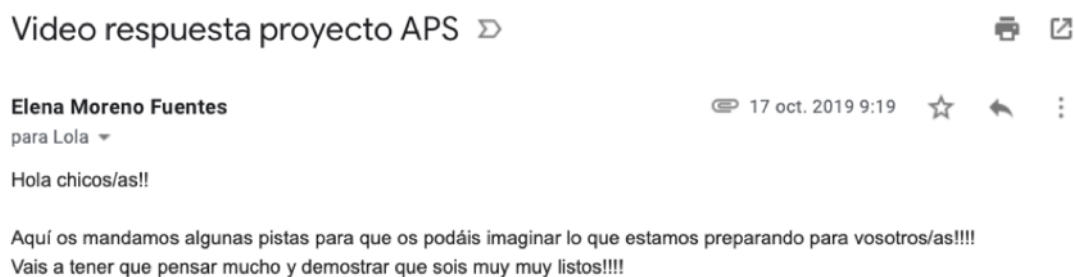 Video respuesta proyecto APS
Elena Moreno Fuentes
17 oct. 2019 9:19
para Lola
Hola chicos/as!!
Aquí os mandamos algunas pistas para que os podáis imaginar lo que estamos preparando para vosotros/as!!!!
Vais a tener que pensar mucho y demostrar que sois muy muy listos!!!!